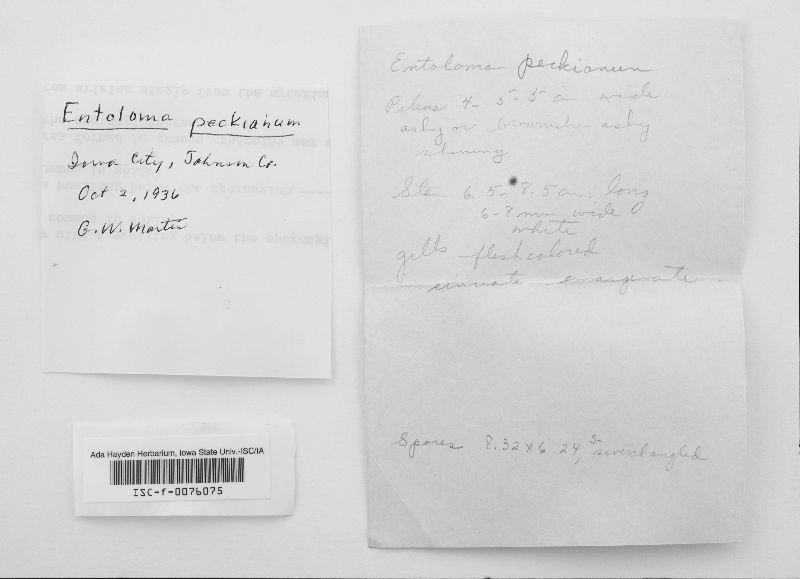 Entoloma peckianum
Iowa City, Johnson Co.
Oct 2, 1936
G. W. Martin
Ada Hayden Herbarium, Iowa State Univ.-ISC/IA
ISC-f-0076075
Entoloma peckianum
Pileus 4-5-5 cm wide
ashy or brownish-ashy
shining
Stem 6.5-8.5 cm. long
6-8 mm wide
white
gills flesh colored
sinuate emarginate.
Spores 8.32 x 6.24, 5- several angled